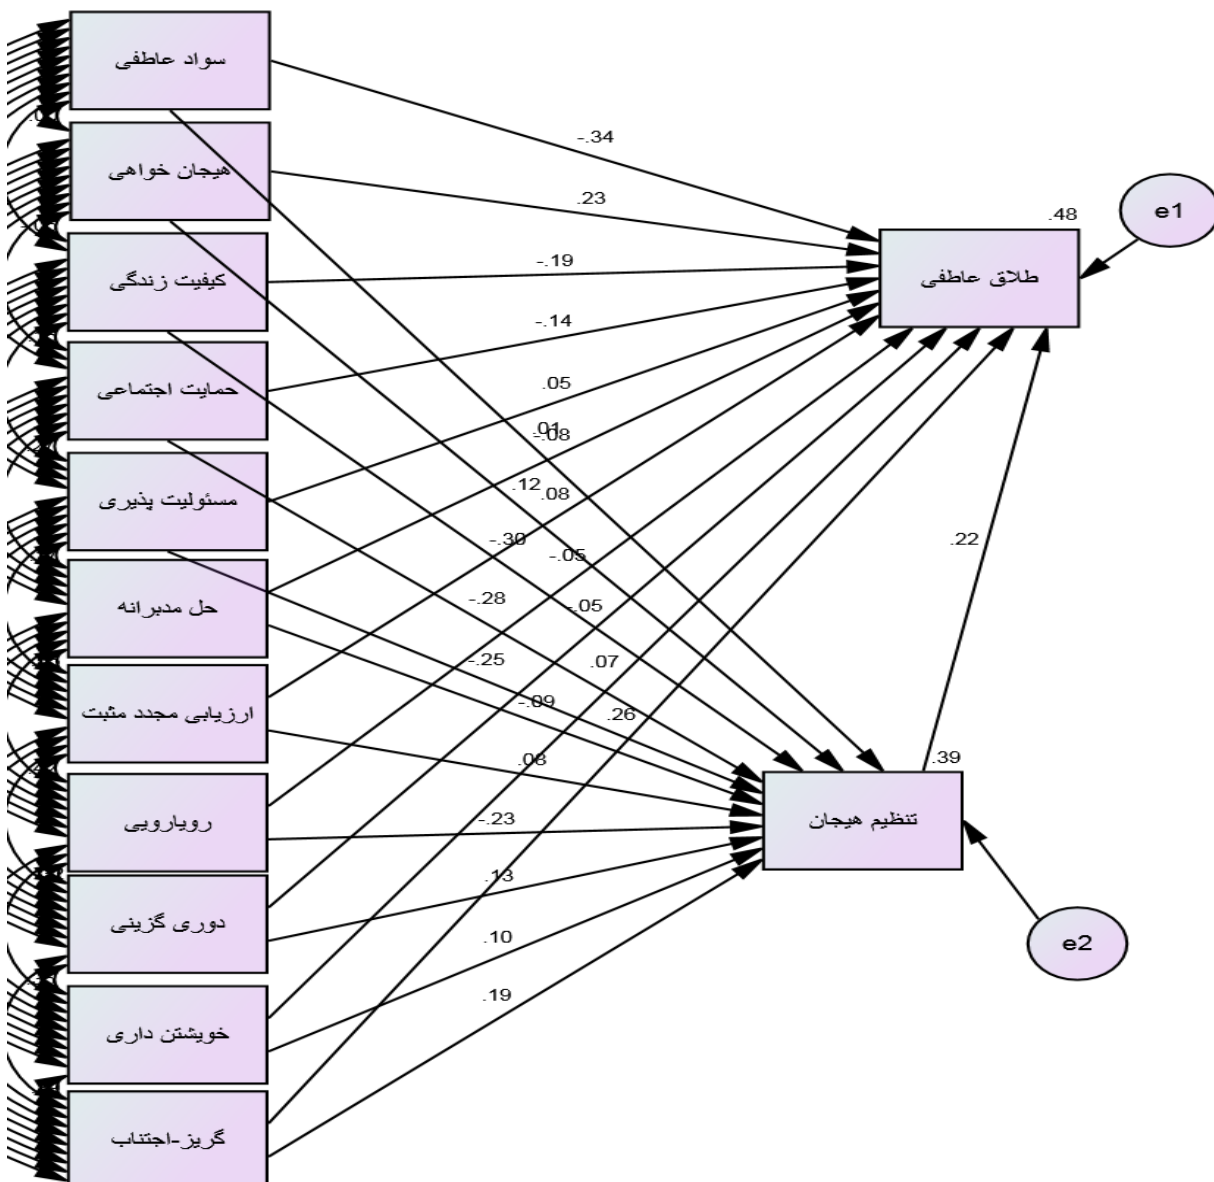 سواد عاطفی
-.34
هیجان خواهی
.23
e1
.48
کیفیت زندگی
-.19
طلاق عاطفی
-.14
حمایت اجتماعی
.05
.01
-.08
مسئولیت پذیری
.12
.08
-.30
-.05
.22
حل مدبرانه
-.28
-.05
-.25
.07
ارزیابی مجدد مثبت
-.09
.26
.08
.39
رویارویی
-.23
تنظیم هیجان
.13
دوری گزینی
.10
e2
.19
خویشتن داری
گریز-اجتناب